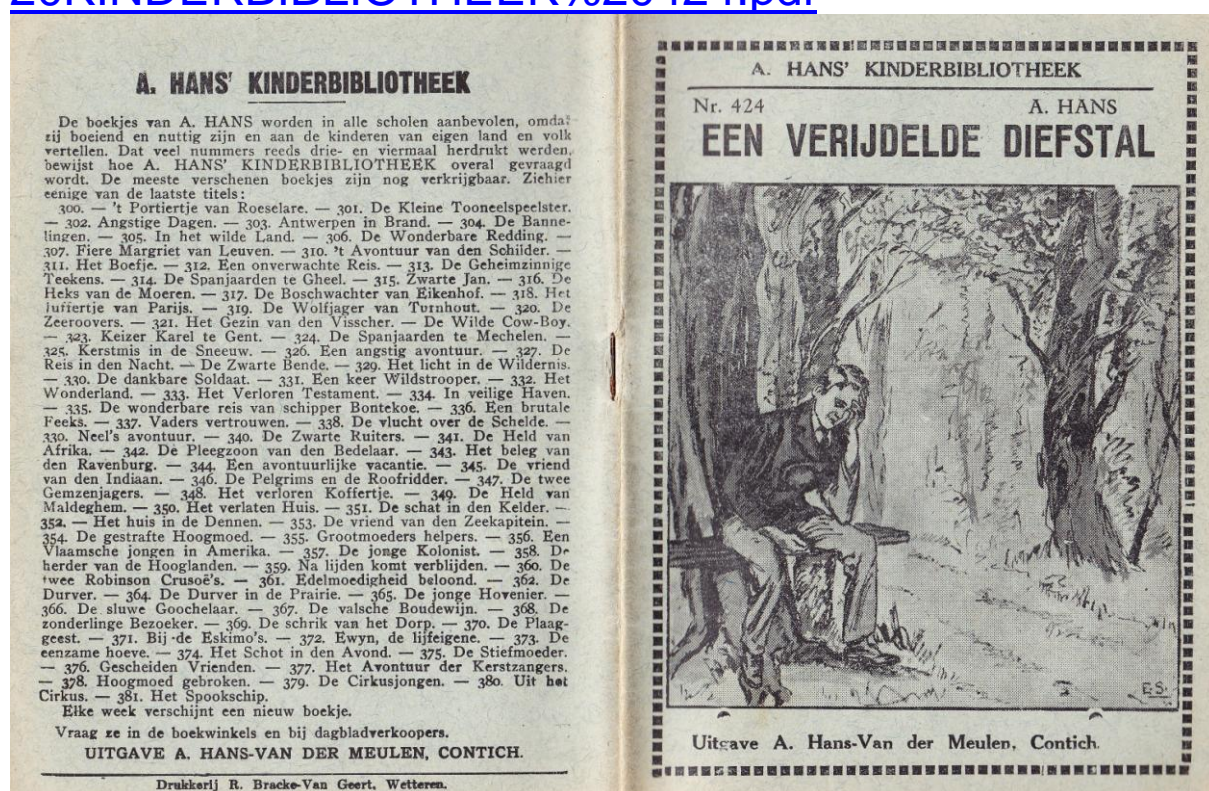 A. HANS' KINDERBIBLIOTHEEK
De boekjes van A. HANS worden in alle scholen aanbevolen, omdat
zij boeiend en nuttig zijn en aan de kinderen van eigen land en volk
vertellen. Dat veel nummers reeds drie- en viermaal herdrukt werden,
bewijst hoe A. HANS' KINDERBIBLIOTHEEK overal gevraagd
wordt. De meeste verschenen boekjes zijn nog verkrijgbaar. Ziehier
eenige van de laatste titels:
300. — 't Portiertje van Roeselare. — 301. De Kleine Tooneelspeelster.
— 302. Angstige Dagen. — 303. Antwerpen in Brand. — 304. De Banne-
lingen. — 305. In het wilde Land. — 306. De Wonderbare Redding. —
307. Fiere Margriet van Leuven. — 310. 't Avontuur van den Schilder. —
311. Het Boefje. — 312. Een onverwachte Reis. — 313. De Geheimzinnige
Teekens. — 314. De Spanjaarden te Gheel. — 315. Zwarte Jan. — 316. De
Heks van de Moeren. — 317. De Boschwachter van Eikenhof. — 318. Het
Juffertje van Parijs. — 319. De Wolfjager van Turnhout. — 320. De
Zeeroovers. — 321. Het Gezin van den Visscher. — De Wilde Cow-Boy.
— 323. Keizer Karel te Gent. — 324. De Spanjaarden te Mechelen. —
325. Kerstmis in de Sneeuw. — 326. Een angstig avontuur. — 327. De
Reis in den Nacht. — De Zwarte Bende. — 329. Het licht in de Wildernis.
— 330. De dankbare Soldaat. — 331. Een keer Wildstrooper. — 332. Het
Wonderland. — 333. Het Verloren Testament. — 334. In veilige Haven.
— 335. De wonderbare reis van schipper Bontekoe. — 336. Een brutale
Feeks. — 337. Vaders vertrouwen. — 338. De vlucht over de Schelde. —
330. Neel's avontuur. — 340. De Zwarte Ruiters. — 341. De Held van
Afrika. — 342. De Pleegzoon van den Bedelaar. — 343. Het beleg van
den Ravenburg. — 344. Een avontuurlijke vacantie. — 345. De vriend
van den Indiaan. — 346. De Pelgrims en de Roofridder. — 347. De twee
Gemzenjagers. — 348. Het verloren Koffertje. — 349. De Held van
Maldeghem. — 350. Het verlaten Huis. — 351. De schat in den Kelder. —
352. — Het huis in de Dennen. — 353. De vriend van den Zeekapitein. —
354. De gestrafte Hoogmoed. — 355. Grootmoeders helpers. — 356. Een
Vlaamsche jongen in Amerika. — 357. De jonge Kolonist. — 358. De
herder van de Hooglanden. — 359. Na lijden komt verblijden. — 360. De
twee Robinson Crusoë's. — 361. Edelmoedigheid beloond. — 362. De
Durver. — 364. De Durver in de Prairie. — 365. De jonge Hovenier. —
366. De sluwe Goochelaar. — 367. De valsche Boudewijn. — 368. De
zonderlinge Bezoeker. — 369. De schrik van het Dorp. — 370. De Plaag-
geest. — 371. Bij de Eskimo's. — 372. Ewyn, de lijfeigene. — 373. De
eenzame hoeve. — 374. Het Schot in den Avond. — 375. De Stiefmoeder.
— 376. Gescheiden Vrienden. — 377. Het Avontuur der Kerstzangers.
— 378. Hoogmoed gebroken. — 379. De Cirkusjongen. — 380. Uit het
Cirkus. — 381. Het Spookschip.
Elke week verschijnt een nieuw boekje.
Vraag ze in de boekwinkels en bij dagbladverkoopers.
UITGAVE A. HANS-VAN DER MEULEN, CONTICH.
Drukkerij R. Bracke-Van Geert, Wetteren.
A. HANS' KINDERBIBLIOTHEEK
Nr. 424 A. HANS
EEN VERIJDELDE DIEFSTAL
E.S.
Uitgave A. Hans-Van der Meulen, Contich.